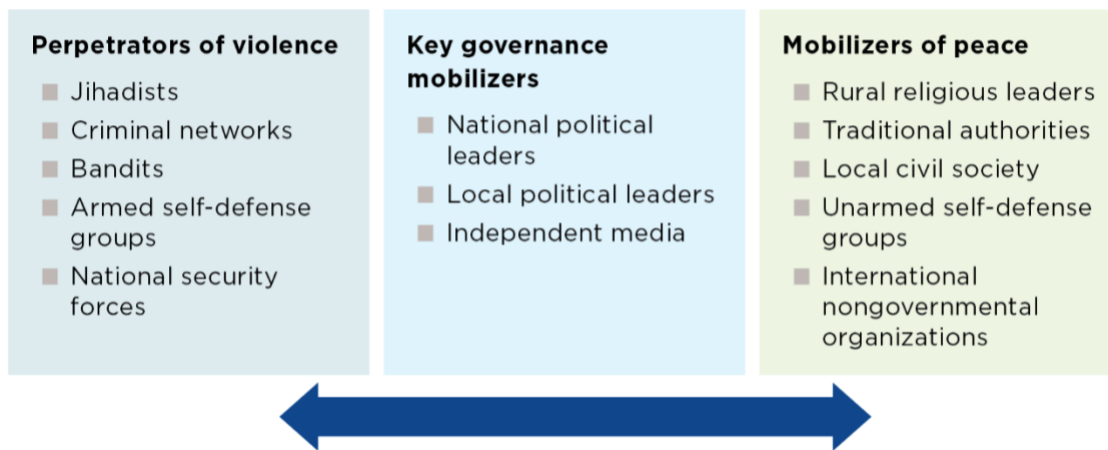 Perpetrators of violence
Jihadists
Criminal networks
Bandits
Armed self-defense
groups
National security
forces
Key governance
mobilizers
National political
leaders
Local political leaders
Independent media
Mobilizers of peace
Rural religious leaders
Traditional authorities
Local civil society
Unarmed self-defense
groups
International
nongovernmental
organizations